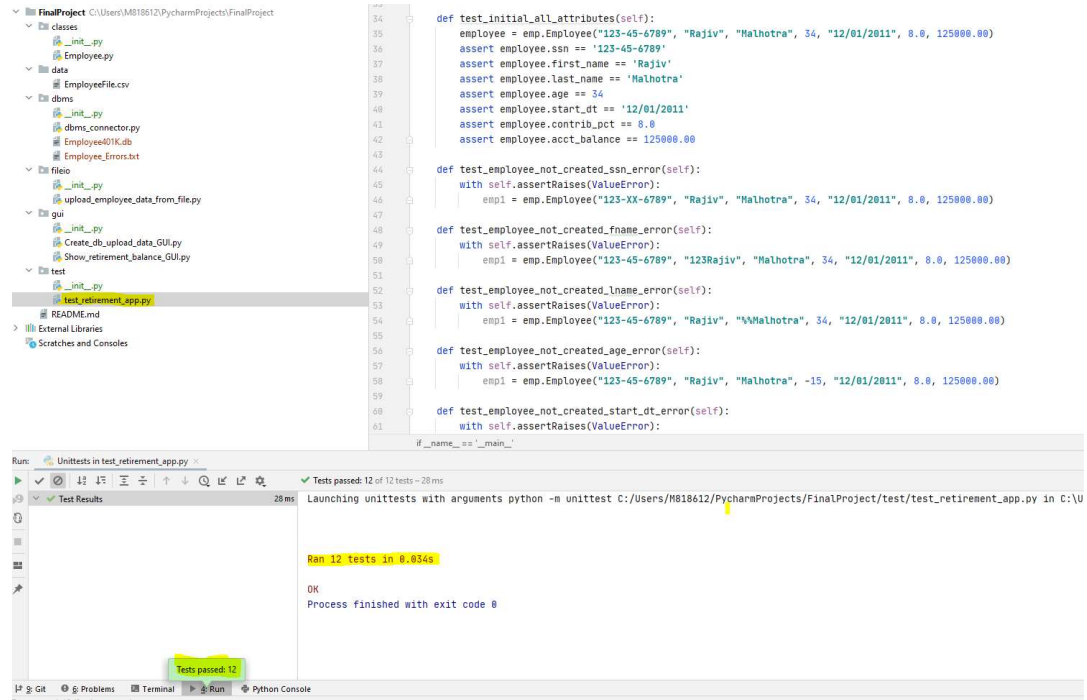 FinalProject C:\Users\M818612\PycharmProjects\FinalProject
classes
__init__.py
Employee.py
data
EmployeeFile.csv
dbms
__init__.py
dbms_connector.py
Employee401K.db
Employee_Errors.txt
fileio
__init__.py
upload_employee_data_from_file.py
gui
__init__.py
Create_db_upload_data_GUI.py
Show_retirement_balance_GUI.py
test
__init__.py
test_retirement_app.py
README.md
External Libraries
Scratches and Consoles
33
34 def test_initial_all_attributes(self):
35 employee = emp.Employee("123-45-6789", "Rajiv", "Malhotra", 34, "12/01/2011", 8.0, 125000.00)
36 assert employee.ssn == '123-45-6789'
37 assert employee.first_name == 'Rajiv'
38 assert employee.last_name == 'Malhotra'
39 assert employee.age == 34
40 assert employee.start_dt == '12/01/2011'
41 assert employee.contrib_pct == 8.0
42 assert employee.acct_balance == 125000.00
43
44 def test_employee_not_created_ssn_error(self):
45 with self.assertRaises(ValueError):
46 emp1 = emp.Employee("123-XX-6789", "Rajiv", "Malhotra", 34, "12/01/2011", 8.0, 125000.00)
47
48 def test_employee_not_created_fname_error(self):
49 with self.assertRaises(ValueError):
50 emp1 = emp.Employee("123-45-6789", "123Rajiv", "Malhotra", 34, "12/01/2011", 8.0, 125000.00)
51
52 def test_employee_not_created_lname_error(self):
53 with self.assertRaises(ValueError):
54 emp1 = emp.Employee("123-45-6789", "Rajiv", "%%Malhotra", 34, "12/01/2011", 8.0, 125000.00)
55
56 def test_employee_not_created_age_error(self):
57 with self.assertRaises(ValueError):
58 emp1 = emp.Employee("123-45-6789", "Rajiv", "Malhotra", -15, "12/01/2011", 8.0, 125000.00)
59
60 def test_employee_not_created_start_dt_error(self):
61 with self.assertRaises(ValueError):
if __name__ == '__main__'
Run: Unittests in test_retirement_app.py
Tests passed: 12 of 12 tests – 28 ms
Test Results 28 ms
Launching unittests with arguments python -m unittest C:/Users/M818612/PycharmProjects/FinalProject/test/test_retirement_app.py in C:\U
Ran 12 tests in 0.034s
OK
Process finished with exit code 0
Tests passed: 12
9: Git 6: Problems Terminal 4: Run Python Console